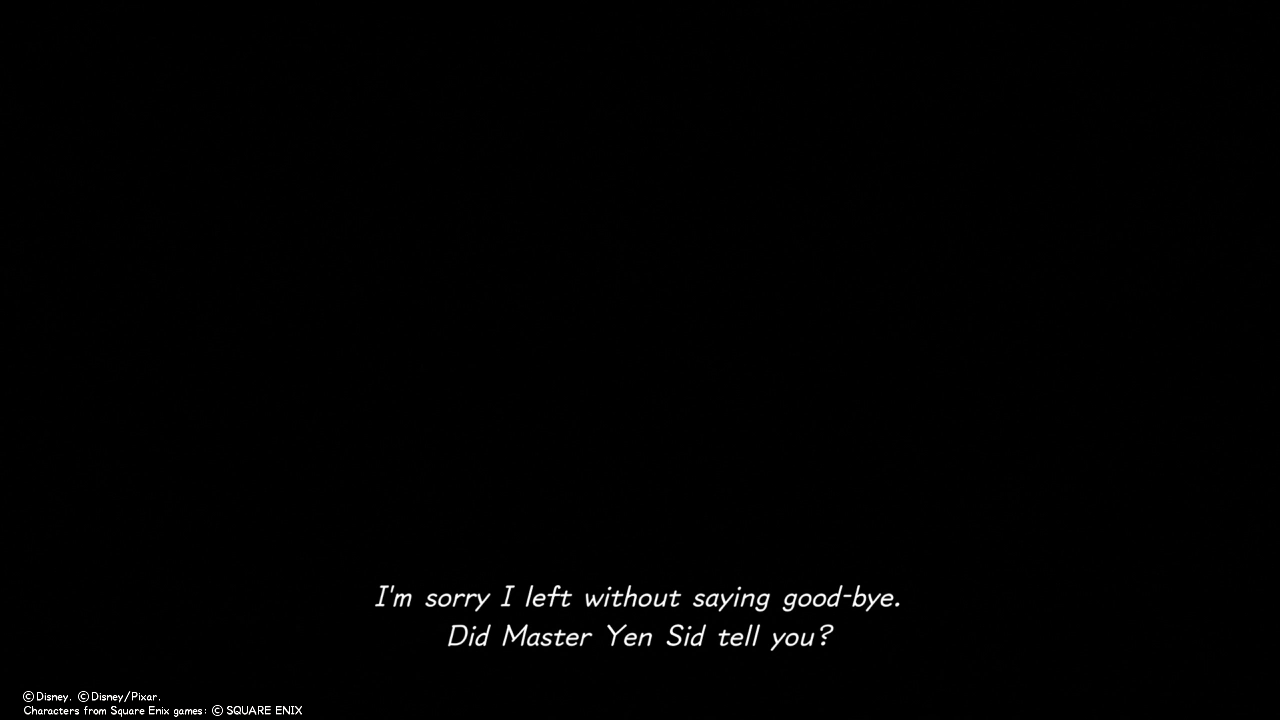 I'm sorry I left without saying good-bye.
Did Master Yen Sid tell you?
©Disney. ©Disney/Pixar.
Characters from Square Enix games: © SQUARE ENIX